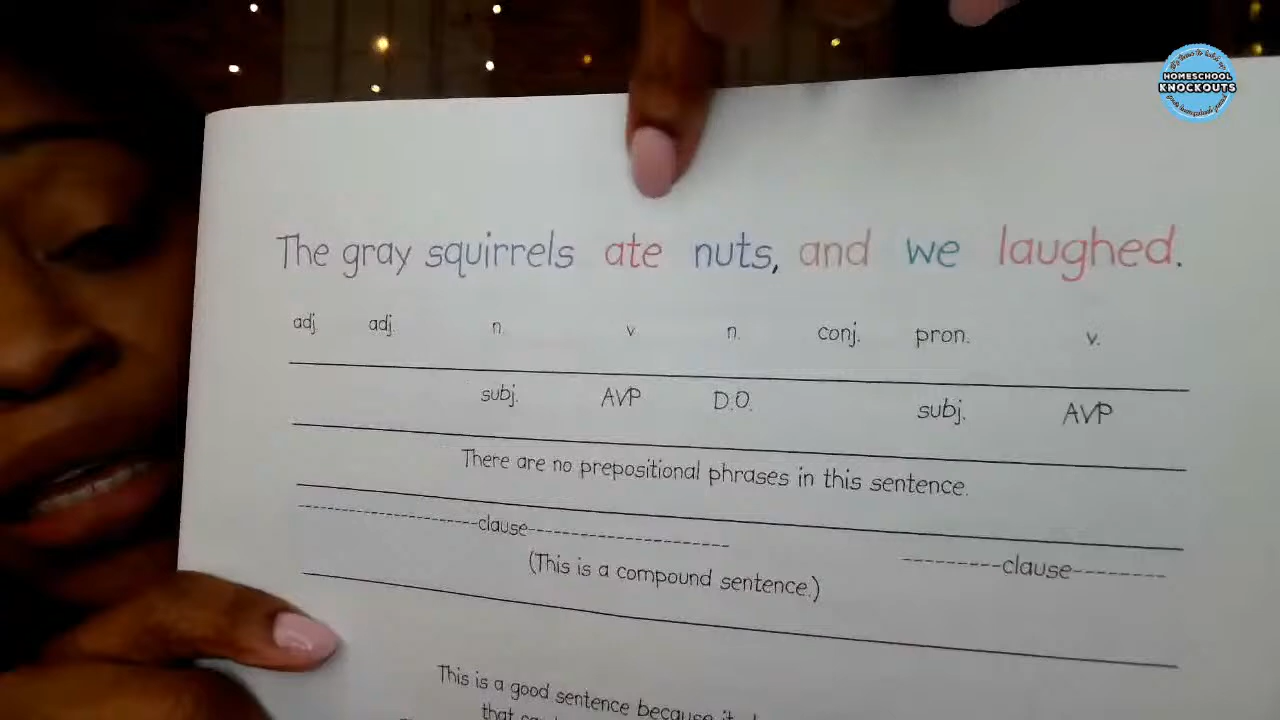 HOMESCHOOL
KNOCKOUTS
The gray squirrels ate nuts, and we laughed.
adj. adj. n. v. n. conj. pron. v.
subj. AVP D.O. subj. AVP
There are no prepositional phrases in this sentence.
-----clause-----
-----clause-----
(This is a compound sentence.)
This is a good sentence because
that